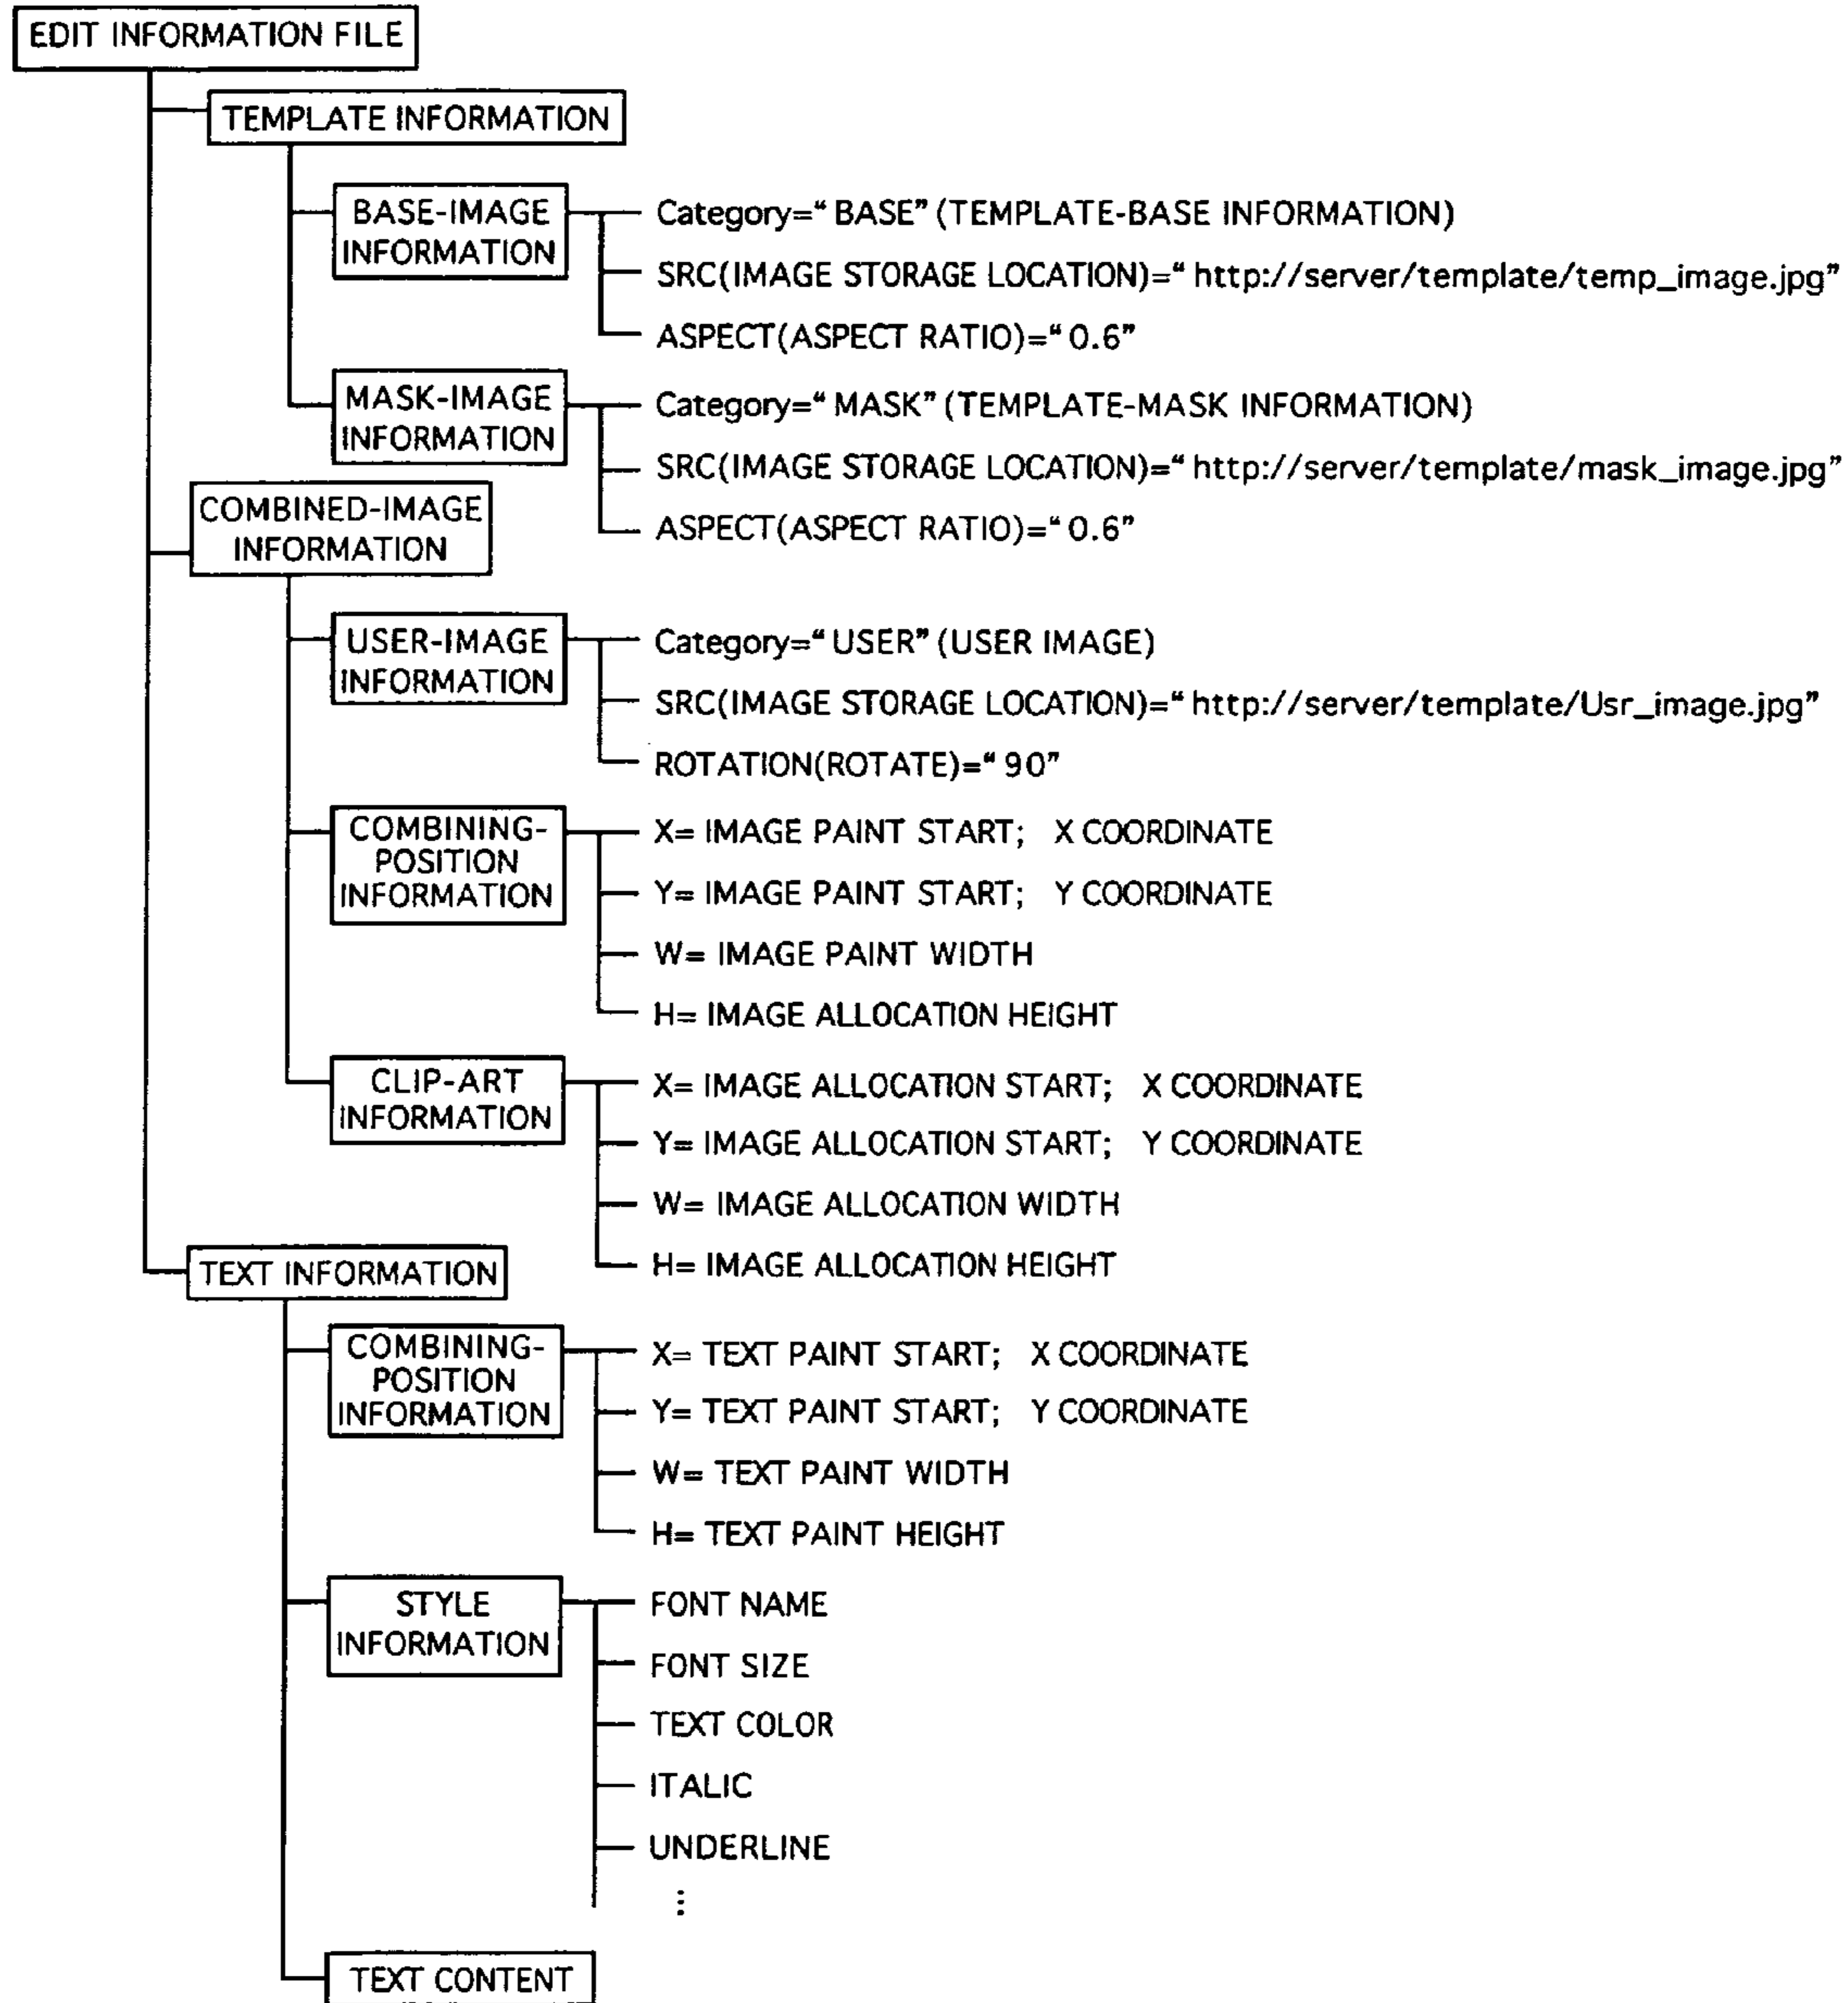 EDIT INFORMATION FILE
TEMPLATE INFORMATION
BASE-IMAGE
INFORMATION
Category="BASE" (TEMPLATE-BASE INFORMATION)
SRC(IMAGE STORAGE LOCATION)="http://server/template/temp_image.jpg"
ASPECT(ASPECT RATIO)="0.6"
MASK-IMAGE
INFORMATION
Category="MASK" (TEMPLATE-MASK INFORMATION)
SRC(IMAGE STORAGE LOCATION)="http://server/template/mask_image.jpg"
ASPECT(ASPECT RATIO)="0.6"
COMBINED-IMAGE
INFORMATION
USER-IMAGE
INFORMATION
Category="USER" (USER IMAGE)
SRC(IMAGE STORAGE LOCATION)="http://server/template/Usr_image.jpg"
ROTATION(ROTATE)="90"
COMBINING-
POSITION
INFORMATION
X= IMAGE PAINT START; X COORDINATE
Y= IMAGE PAINT START; Y COORDINATE
W= IMAGE PAINT WIDTH
H= IMAGE ALLOCATION HEIGHT
CLIP-ART
INFORMATION
X= IMAGE ALLOCATION START; X COORDINATE
Y= IMAGE ALLOCATION START; Y COORDINATE
W= IMAGE ALLOCATION WIDTH
H= IMAGE ALLOCATION HEIGHT
TEXT INFORMATION
COMBINING-
POSITION
INFORMATION
X= TEXT PAINT START; X COORDINATE
Y= TEXT PAINT START; Y COORDINATE
W= TEXT PAINT WIDTH
H= TEXT PAINT HEIGHT
STYLE
INFORMATION
FONT NAME
FONT SIZE
TEXT COLOR
ITALIC
UNDERLINE
⋮
TEXT CONTENT